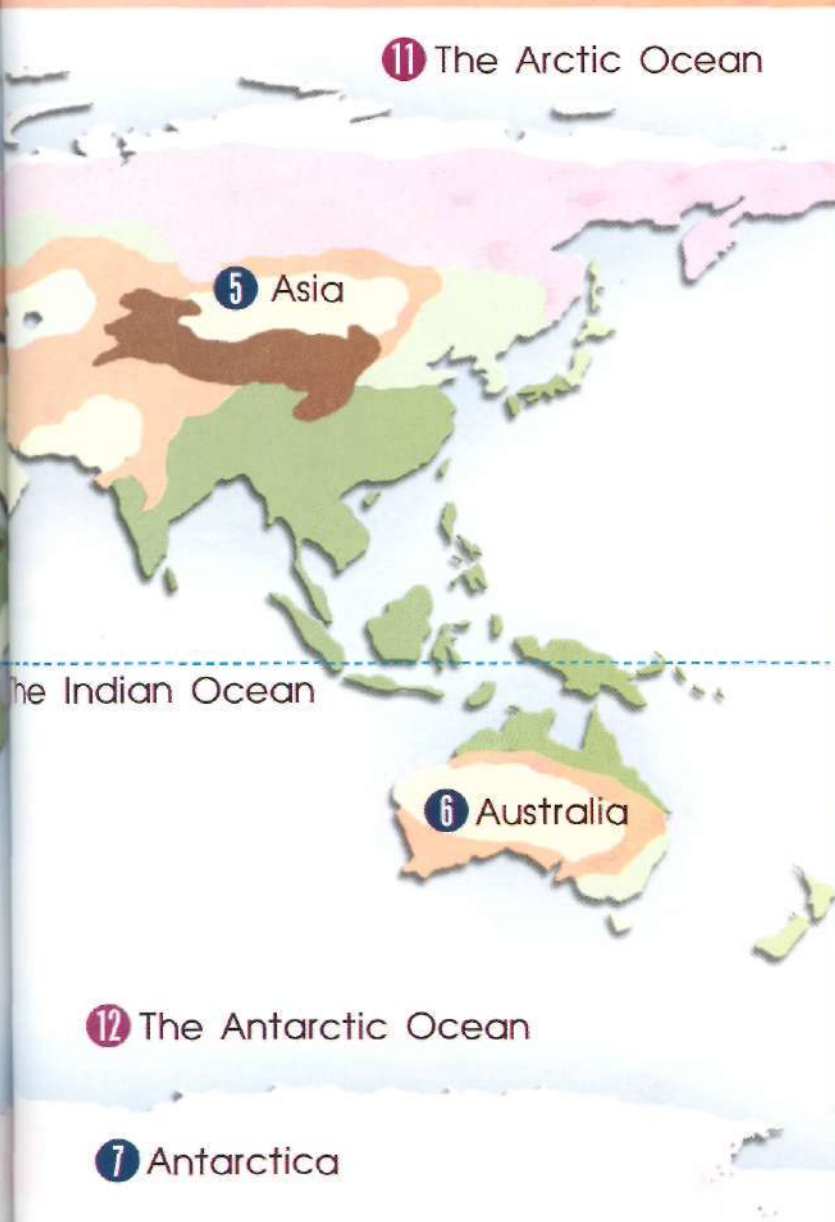 11 The Arctic Ocean
5 Asia
he Indian Ocean
6 Australia
12 The Antarctic Ocean
7 Antarctica